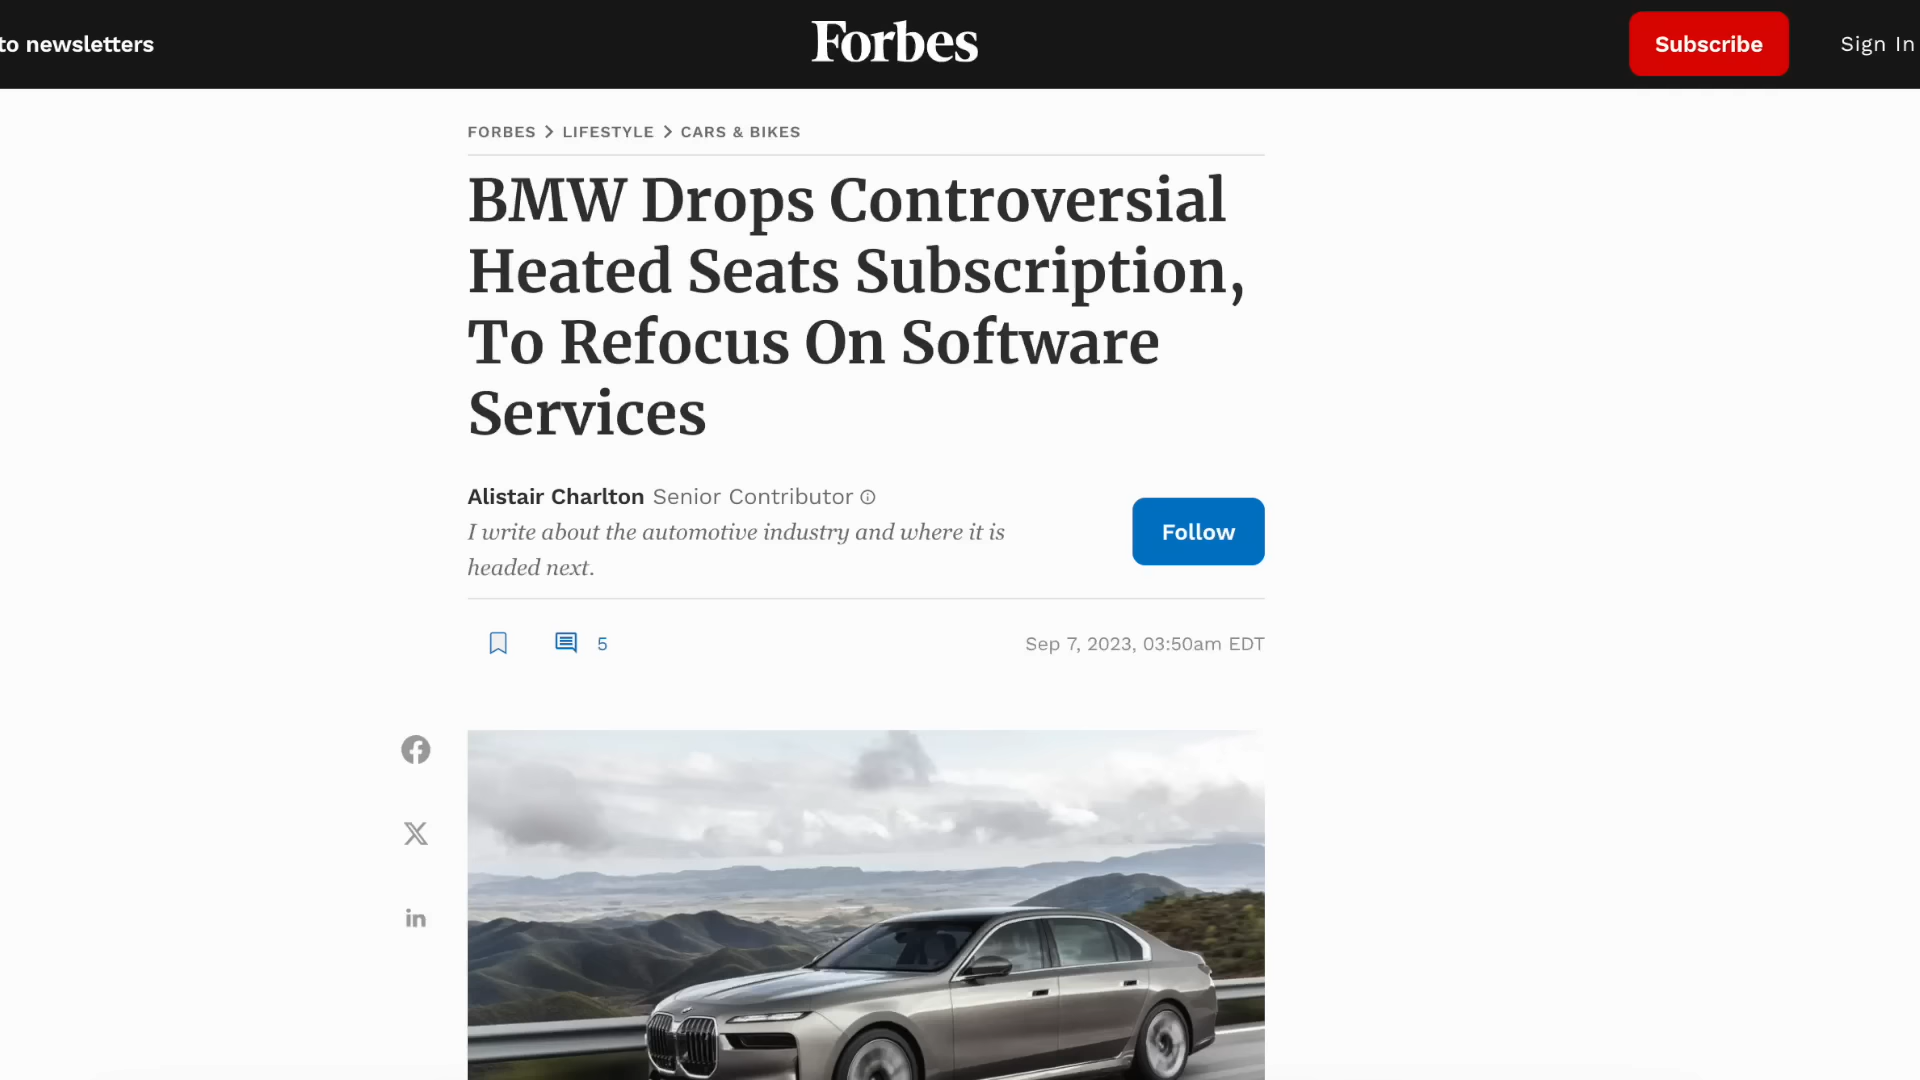 to newsletters
Forbes
Subscribe
Sign In
FORBES > LIFESTYLE > CARS & BIKES
BMW Drops Controversial
Heated Seats Subscription,
To Refocus On Software
Services
Alistair Charlton Senior Contributor
I write about the automotive industry and where it is
headed next.
Follow
5
Sep 7, 2023, 03:50am EDT